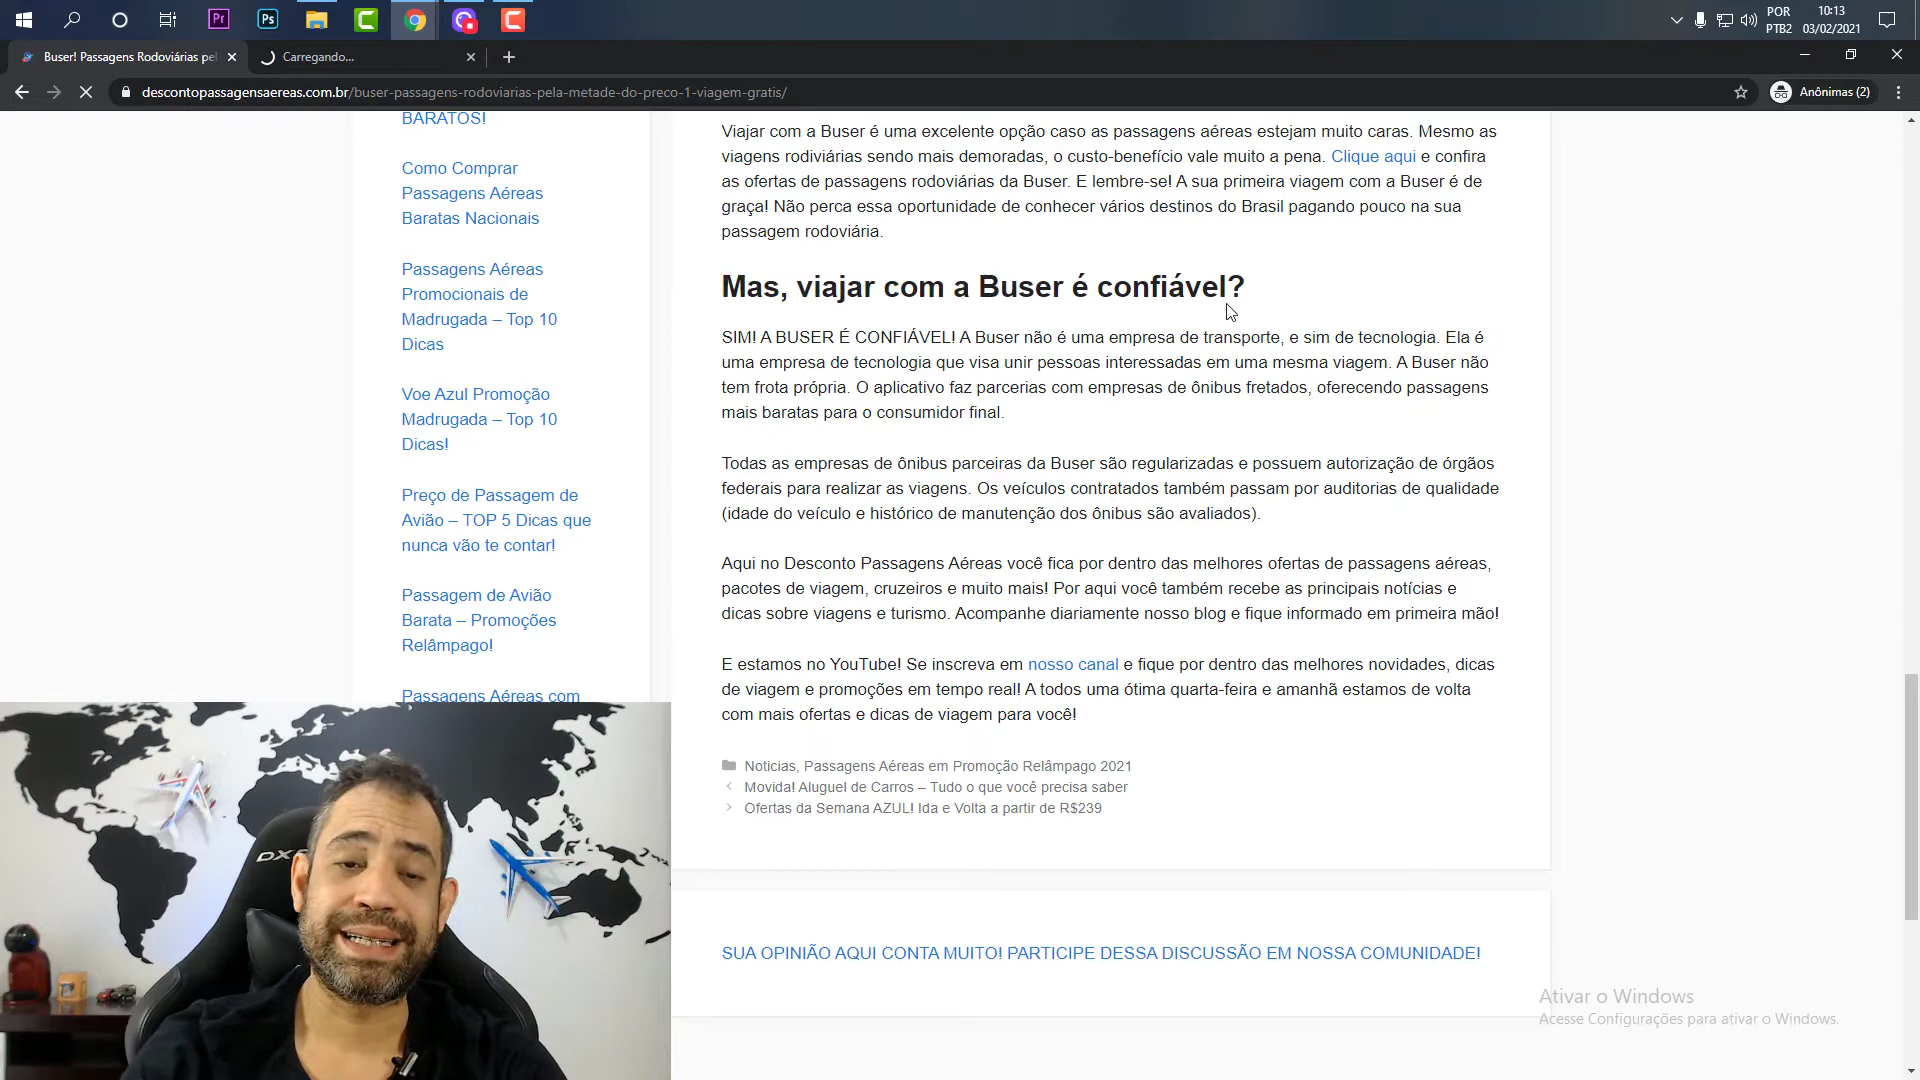 Pr
Ps
POR
PTB2
10:13
03/02/2021
Buser! Passagens Rodoviárias pel
Carregando...
descontopassagensaereas.com.br/buser-passagens-rodoviarias-pela-metade-do-preco-1-viagem-gratis/
Anônimas (2)
BARATOS!
Como Comprar
Passagens Aéreas
Baratas Nacionais
Passagens Aéreas
Promocionais de
Madrugada – Top 10
Dicas
Voe Azul Promoção
Madrugada – Top 10
Dicas!
Preço de Passagem de
Avião – TOP 5 Dicas que
nunca vão te contar!
Passagem de Avião
Barata – Promoções
Relâmpago!
Passagens Aéreas com
Viajar com a Buser é uma excelente opção caso as passagens aéreas estejam muito caras. Mesmo as
viagens rodiviárias sendo mais demoradas, o custo-benefício vale muito a pena. Clique aqui e confira
as ofertas de passagens rodoviárias da Buser. E lembre-se! A sua primeira viagem com a Buser é de
graça! Não perca essa oportunidade de conhecer vários destinos do Brasil pagando pouco na sua
passagem rodoviária.
Mas, viajar com a Buser é confiável?
SIM! A BUSER É CONFIÁVEL! A Buser não é uma empresa de transporte, e sim de tecnologia. Ela é
uma empresa de tecnologia que visa unir pessoas interessadas em uma mesma viagem. A Buser não
tem frota própria. O aplicativo faz parcerias com empresas de ônibus fretados, oferecendo passagens
mais baratas para o consumidor final.
Todas as empresas de ônibus parceiras da Buser são regularizadas e possuem autorização de órgãos
federais para realizar as viagens. Os veículos contratados também passam por auditorias de qualidade
(idade do veículo e histórico de manutenção dos ônibus são avaliados).
Aqui no Desconto Passagens Aéreas você fica por dentro das melhores ofertas de passagens aéreas,
pacotes de viagem, cruzeiros e muito mais! Por aqui você também recebe as principais notícias e
dicas sobre viagens e turismo. Acompanhe diariamente nosso blog e fique informado em primeira mão!
E estamos no YouTube! Se inscreva em nosso canal e fique por dentro das melhores novidades, dicas
de viagem e promoções em tempo real! A todos uma ótima quarta-feira e amanhã estamos de volta
com mais ofertas e dicas de viagem para você!
Noticias, Passagens Aéreas em Promoção Relâmpago 2021
Movida! Aluguel de Carros – Tudo o que você precisa saber
Ofertas da Semana AZUL! Ida e Volta a partir de R$239
SUA OPINIÃO AQUI CONTA MUITO! PARTICIPE DESSA DISCUSSÃO EM NOSSA COMUNIDADE!
Ativar o Windows
Acesse Configurações para ativar o Windows.